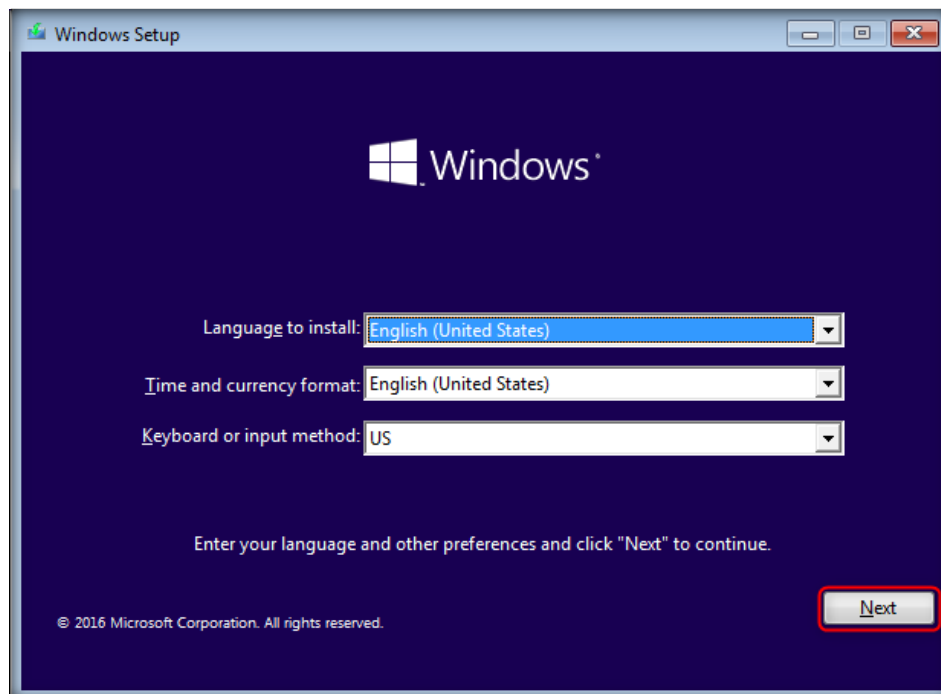 Windows Setup
Windows
Language to install: English (United States)
Time and currency format: English (United States)
Keyboard or input method: US
Enter your language and other preferences and click "Next" to continue.
Next
© 2016 Microsoft Corporation. All rights reserved.